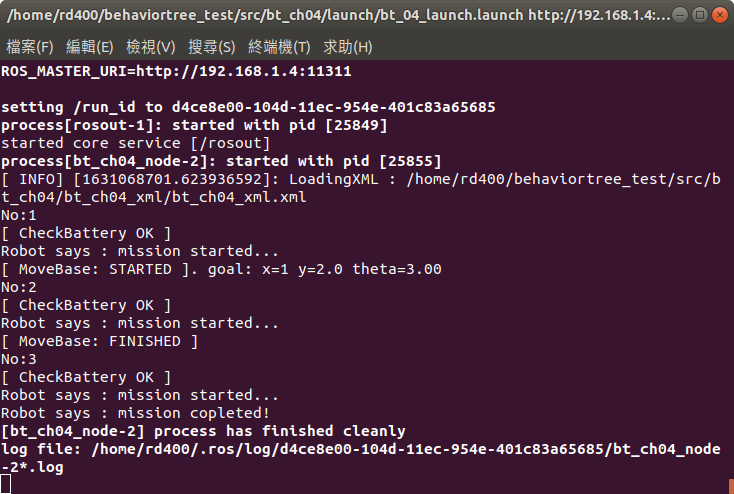 /home/rd400/behaviortree_test/src/bt_ch04/launch/bt_04_launch.launch http://192.168.1.4:...
檔案(F) 編輯(E) 檢視(V) 搜尋(S) 終端機(T) 求助(H)
ROS_MASTER_URI=http://192.168.1.4:11311
setting /run_id to d4ce8e00-104d-11ec-954e-401c83a65685
process[rosout-1]: started with pid [25849]
started core service [/rosout]
process[bt_ch04_node-2]: started with pid [25855]
[ INFO] [1631068701.623936592]: LoadingXML : /home/rd400/behaviortree_test/src/b
t_ch04/bt_ch04_xml/bt_ch04_xml.xml
No:1
[ CheckBattery OK ]
Robot says : mission started...
[ MoveBase: STARTED ]. goal: x=1 y=2.0 theta=3.00
No:2
[ CheckBattery OK ]
Robot says : mission started...
[ MoveBase: FINISHED ]
No:3
[ CheckBattery OK ]
Robot says : mission started...
Robot says : mission copleted!
[bt_ch04_node-2] process has finished cleanly
log file: /home/rd400/.ros/log/d4ce8e00-104d-11ec-954e-401c83a65685/bt_ch04_node
-2*.log